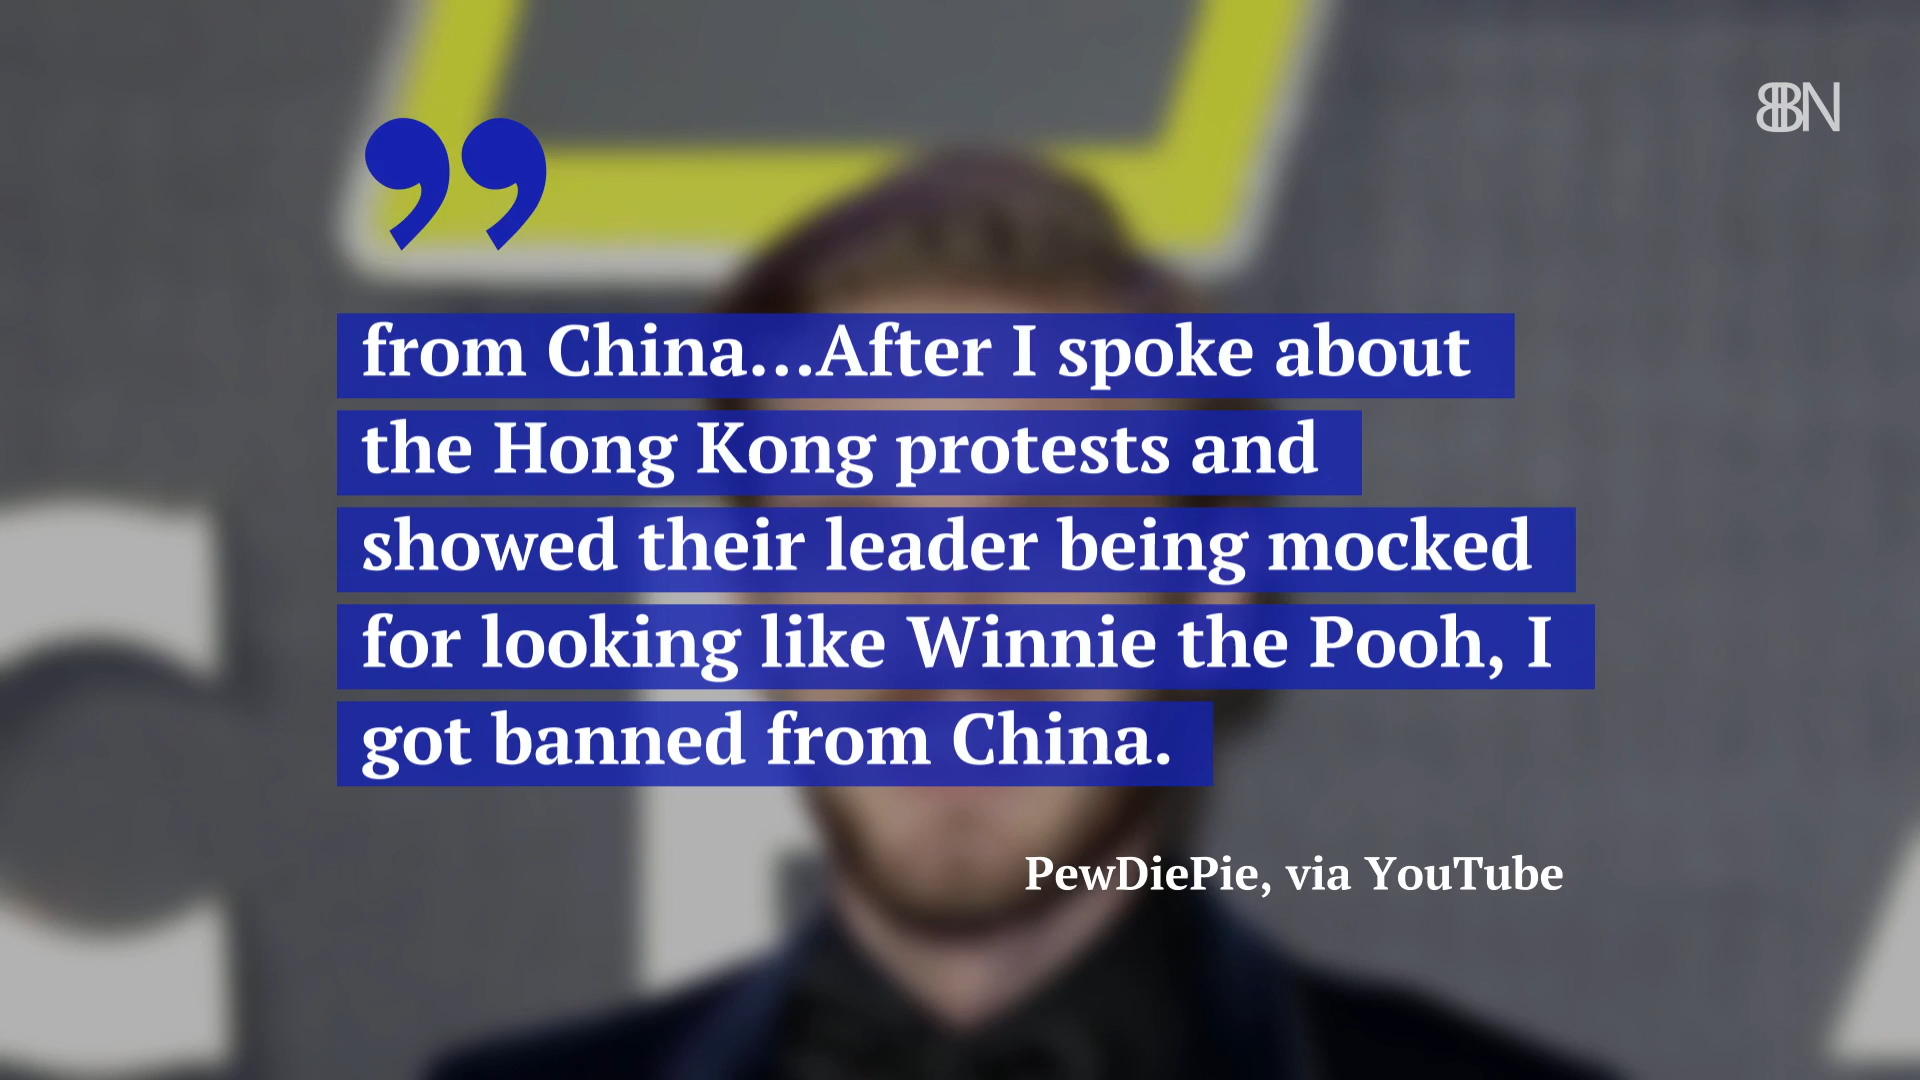 BBN
”
from China...After I spoke about
the Hong Kong protests and
showed their leader being mocked
for looking like Winnie the Pooh, I
got banned from China.
PewDiePie, via YouTube